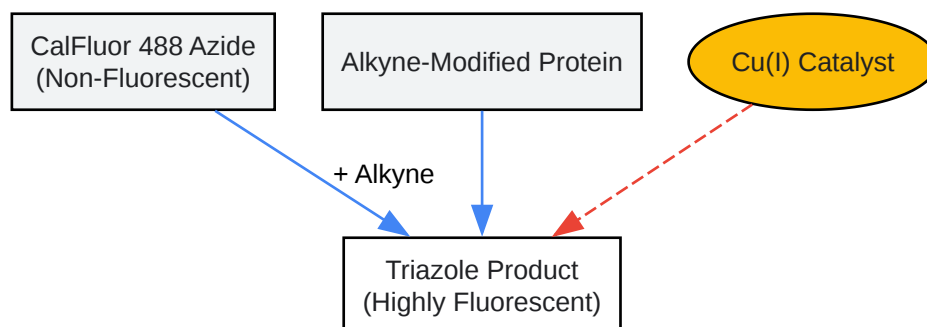 CalFluor 488 Azide
(Non-Fluorescent)
Alkyne-Modified Protein
Cu(I) Catalyst
+ Alkyne
Triazole Product
(Highly Fluorescent)